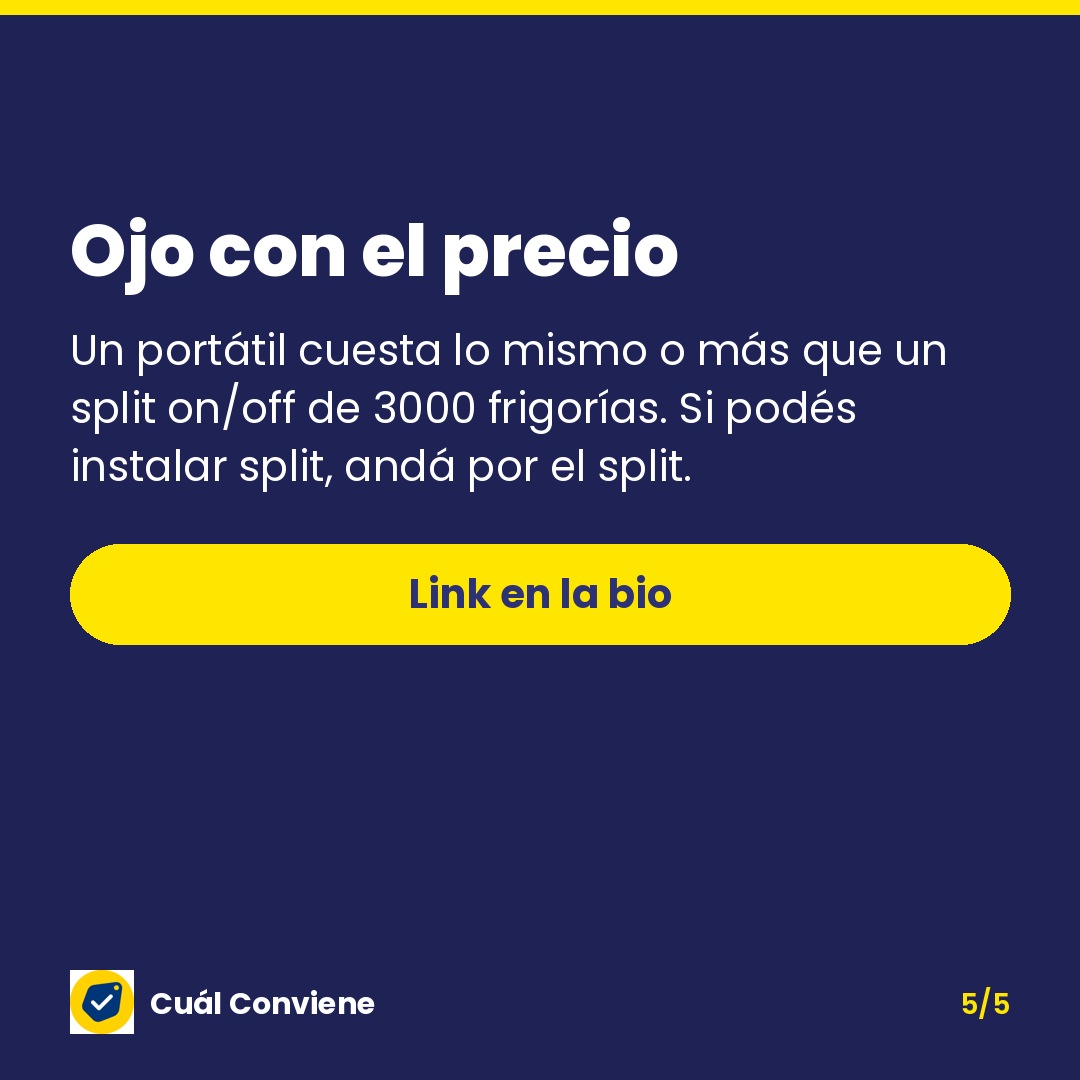 Ojo con el precio
Un portátil cuesta lo mismo o más que un
split on/off de 3000 frigorías. Si podés
instalar split, andá por el split.
Link en la bio
Cuál Conviene
5/5